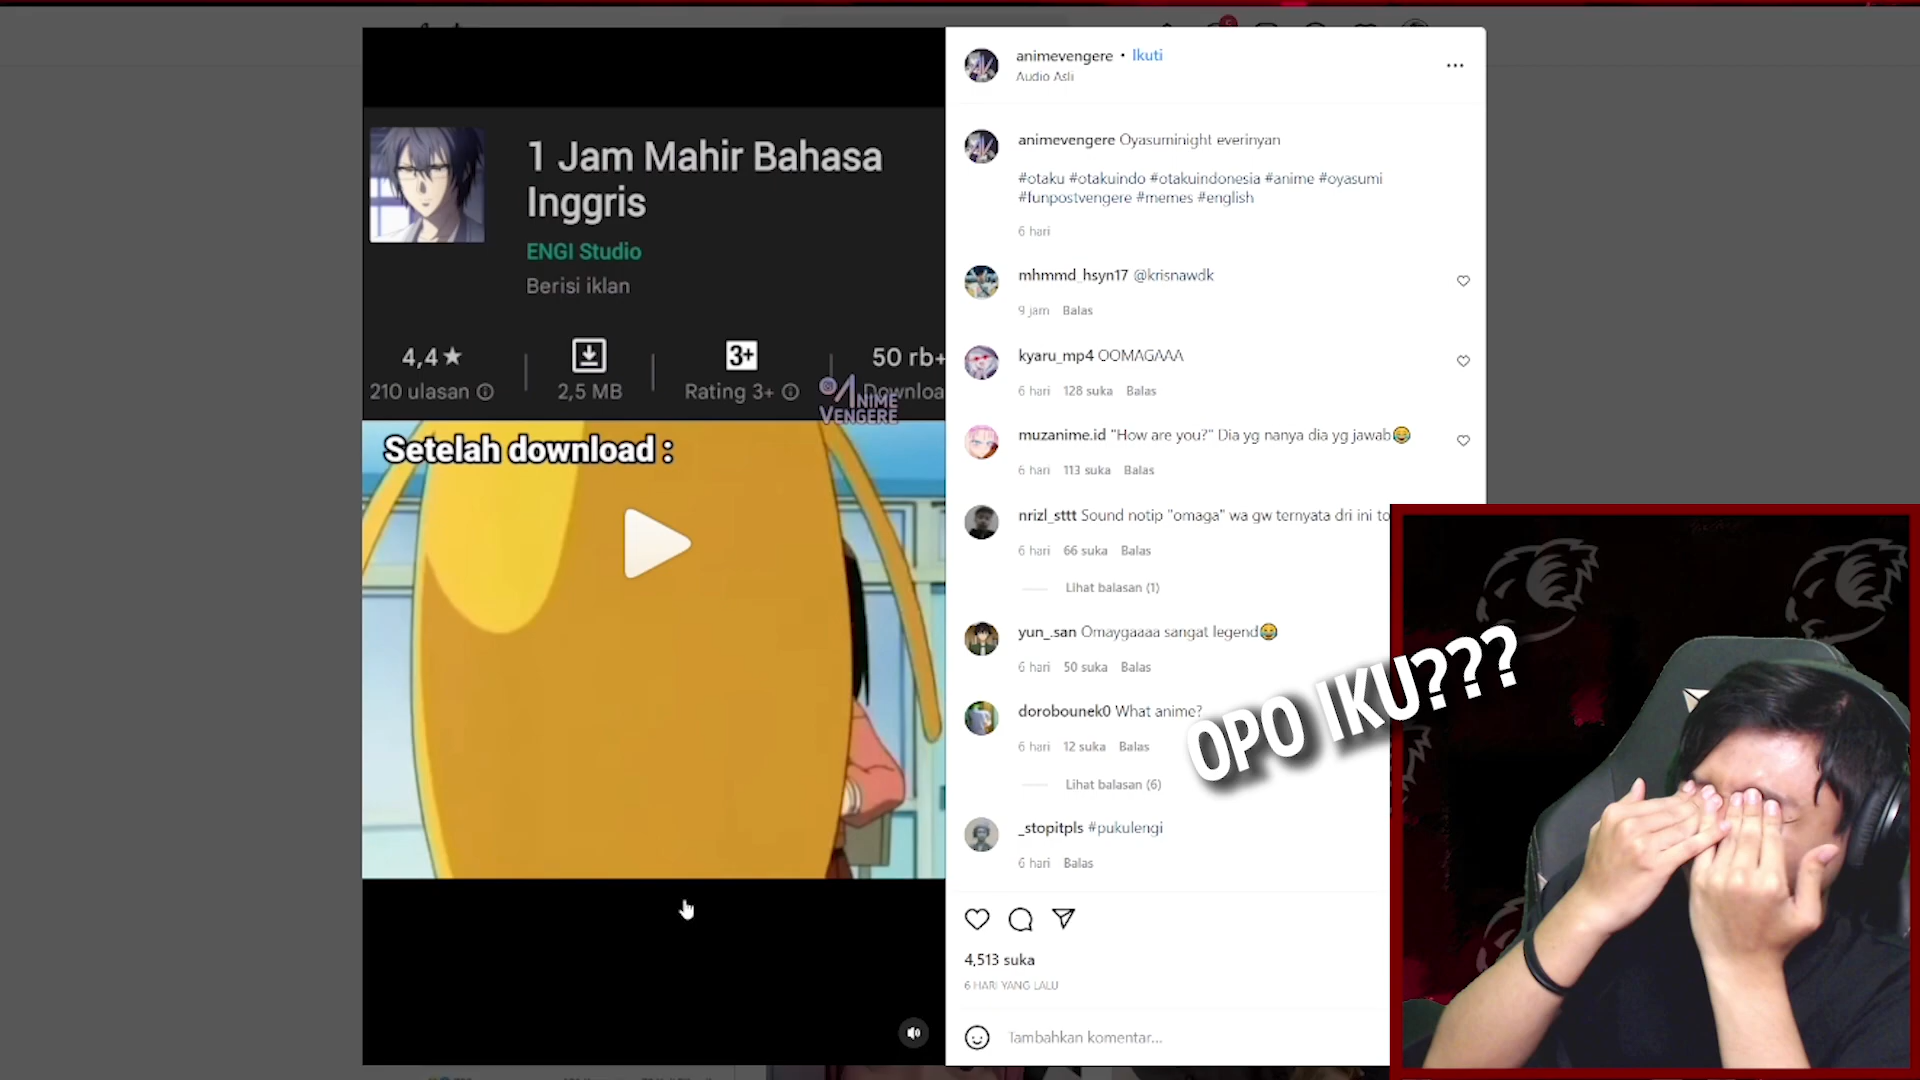 1 Jam Mahir Bahasa
Inggris
ENGI Studio
Berisi iklan
4,4★
210 ulasan
2,5 MB
3+
Rating 3+
50 rb+
Downloa
ANIME
VENGERE
Setelah download :
animevengere • Ikuti
Audio Asli
animevengere Oyasuminight everinyan
#otaku #otakuindo #otakuindonesia #anime #oyasumi
#funpostvengere #memes #english
6 hari
mhmmd_hsyn17 @krisnawdk
9 jam Balas
kyaru_mp4 OOMAGAAA
6 hari 128 suka Balas
muzanime.id "How are you?" Dia yg nanya dia yg jawab😂
6 hari 113 suka Balas
nrizl_sttt Sound notip "omaga" wa gw ternyata dri ini to
6 hari 66 suka Balas
Lihat balasan (1)
yun_.san Omaygaaaa sangat legend😂
6 hari 50 suka Balas
dorobounek0 What anime?
6 hari 12 suka Balas
Lihat balasan (6)
_stopitpls #pukulengi
6 hari Balas
4,513 suka
6 HARI YANG LALU
Tambahkan komentar...
OPO IKU???